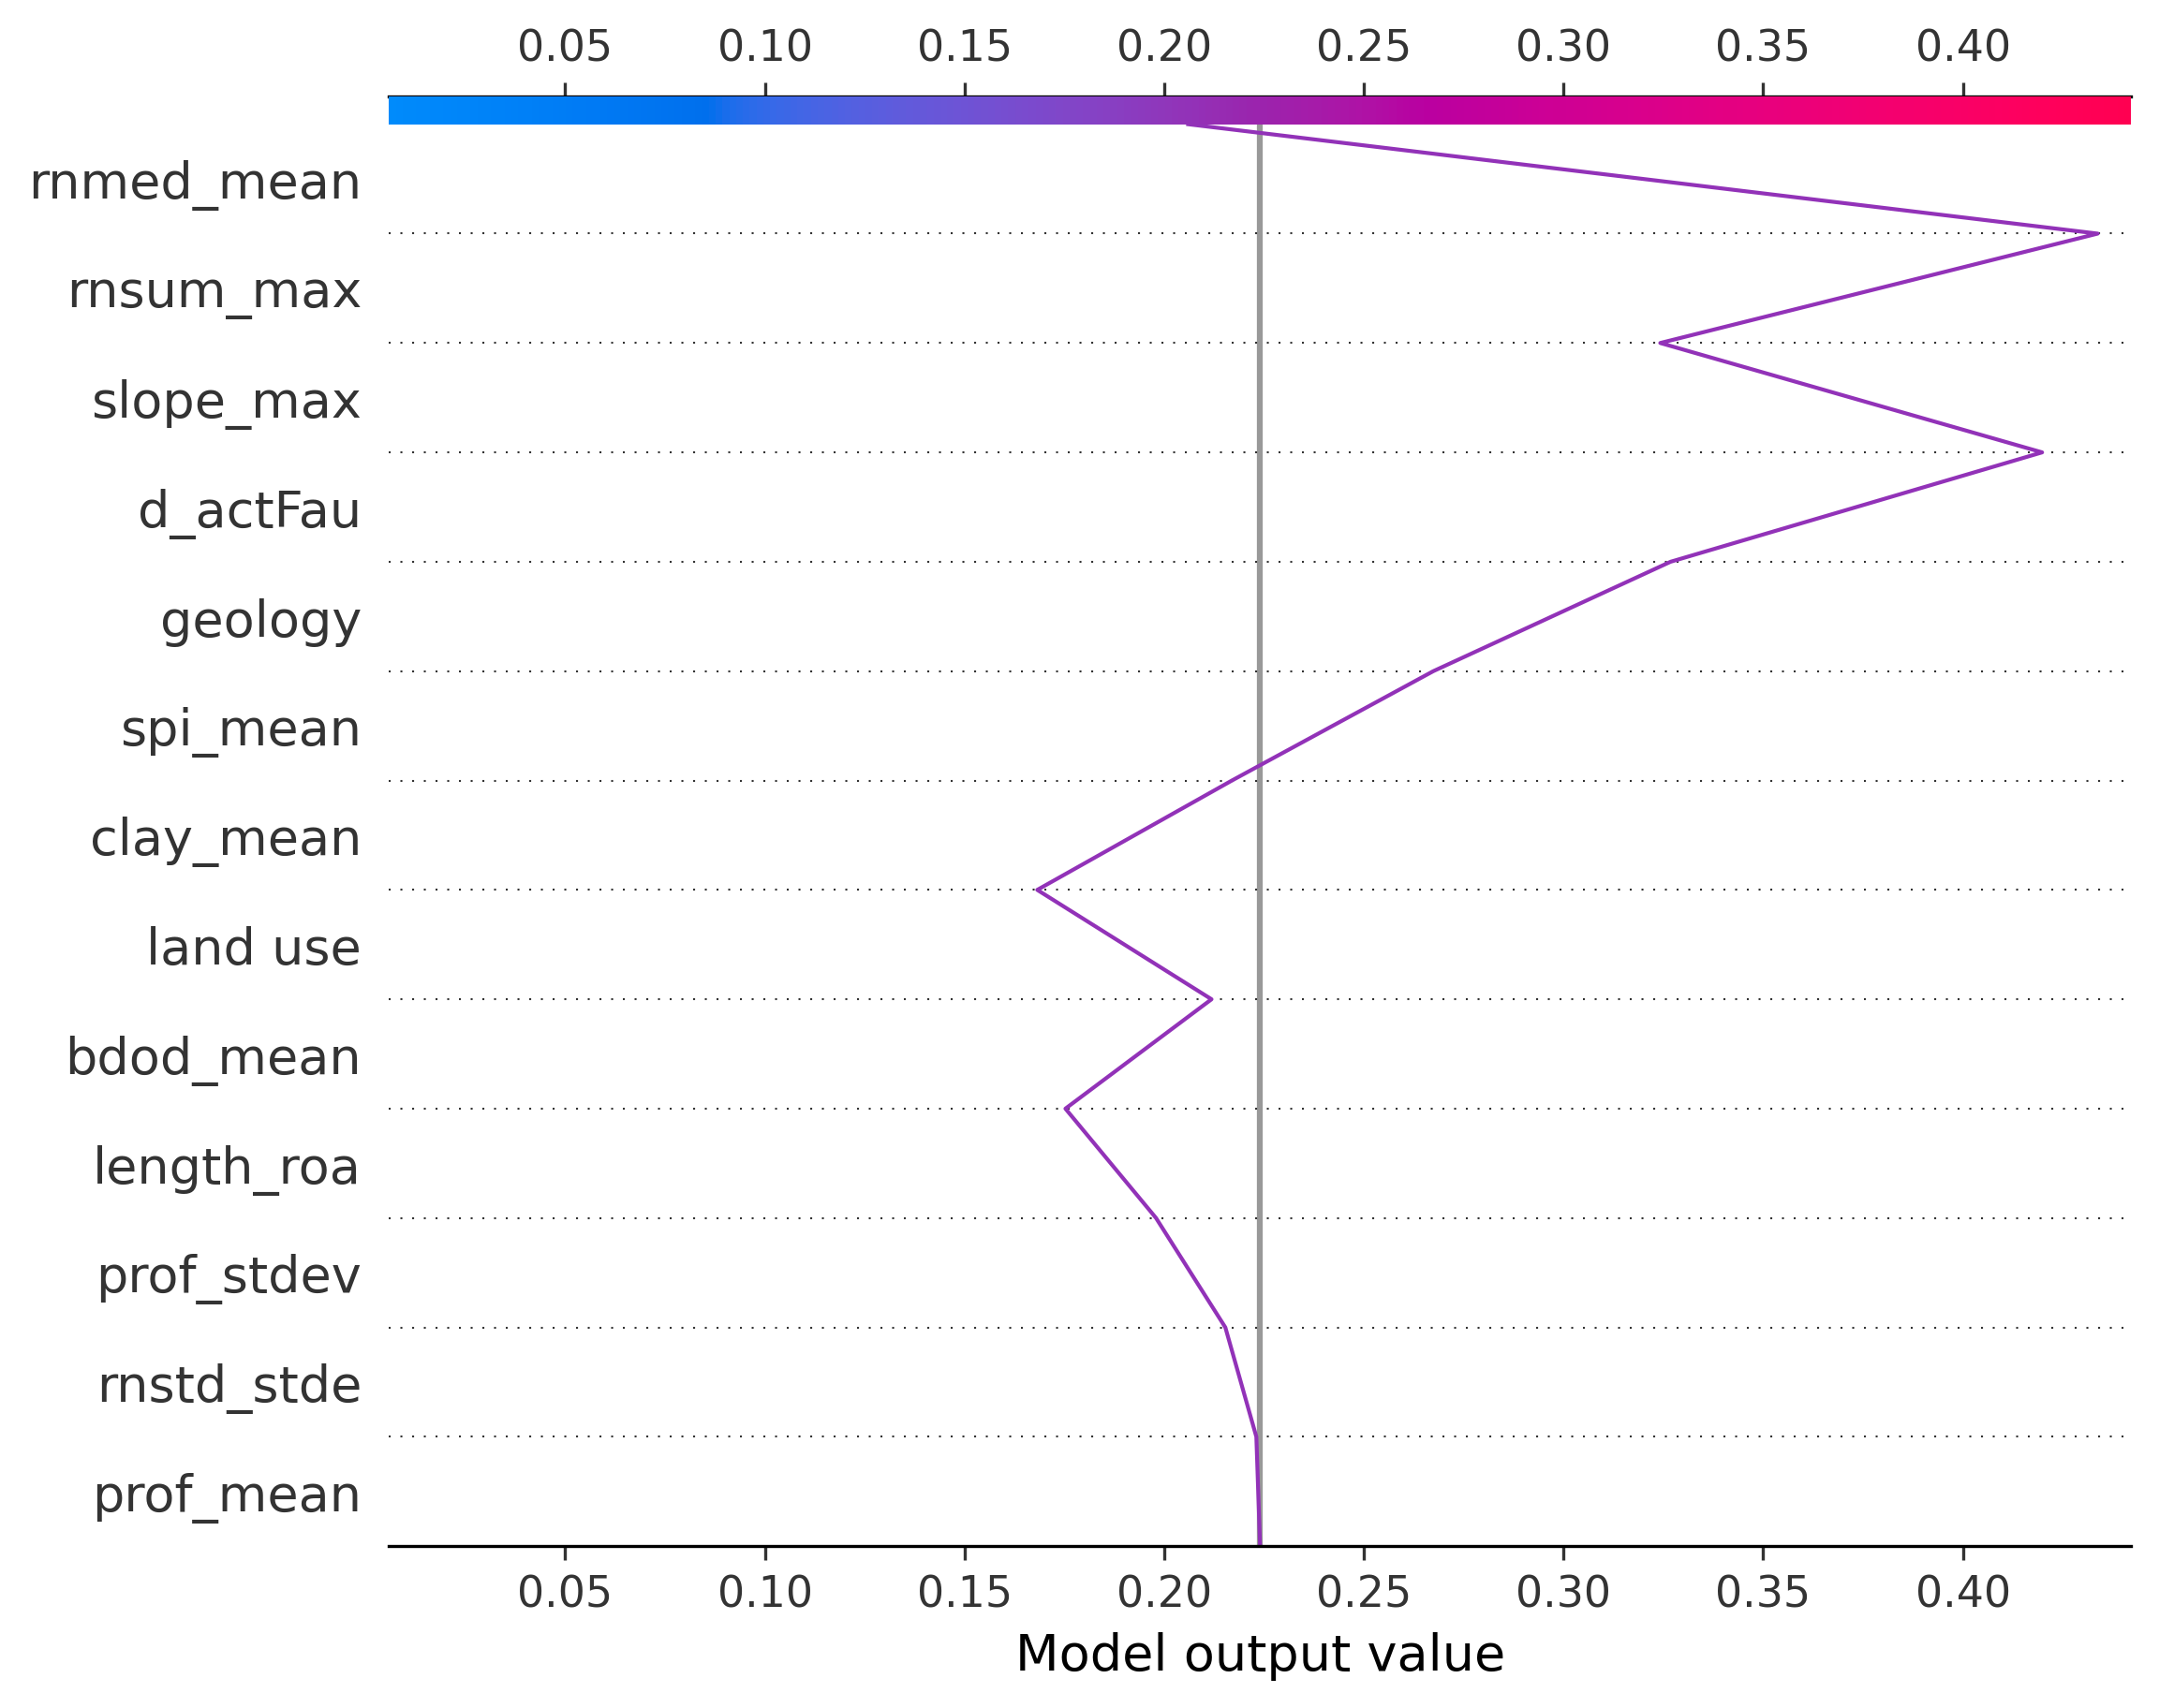 0.05 0.10 0.15 0.20 0.25 0.30 0.35 0.40
rnmed_mean
rnsum_max
slope_max
d_actFau
geology
spi_mean
clay_mean
land use
bdod_mean
length_roa
prof_stdev
rnstd_stde
prof_mean
0.05 0.10 0.15 0.20 0.25 0.30 0.35 0.40
Model output value